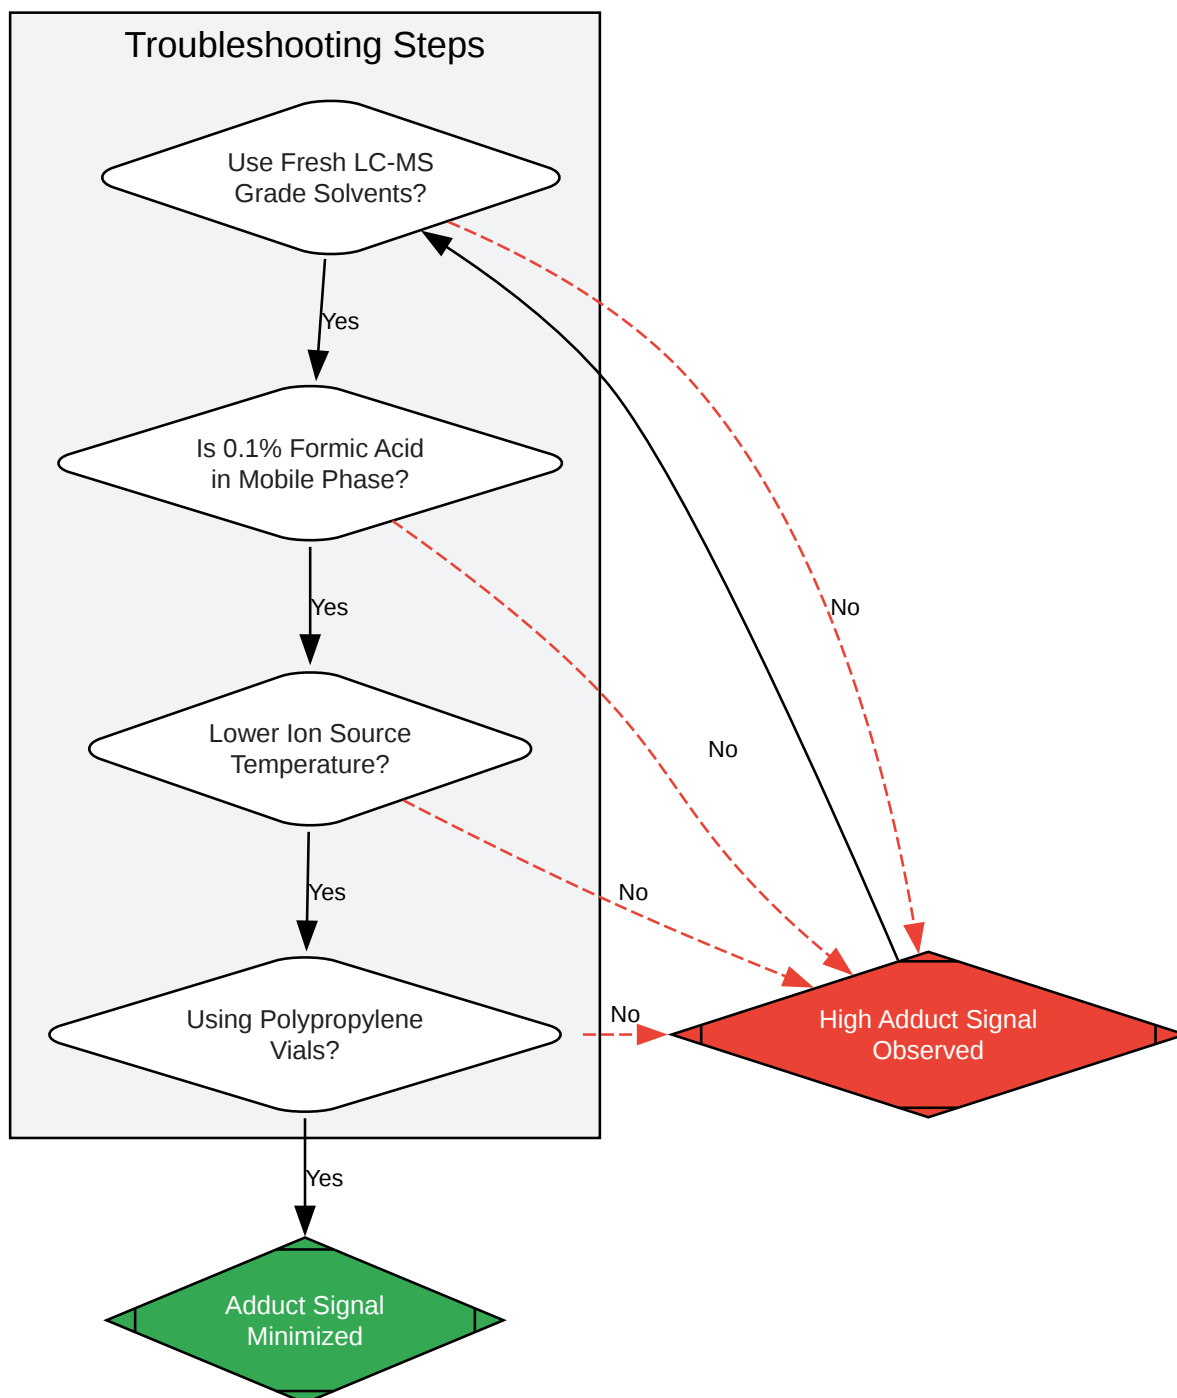 Troubleshooting Steps
Use Fresh LC-MS
Grade Solvents?
Yes
Is 0.1% Formic Acid
in Mobile Phase?
No
Yes
Lower Ion Source
Temperature?
No
Yes
No
Using Polypropylene
Vials?
No
High Adduct Signal
Observed
Yes
Adduct Signal
Minimized